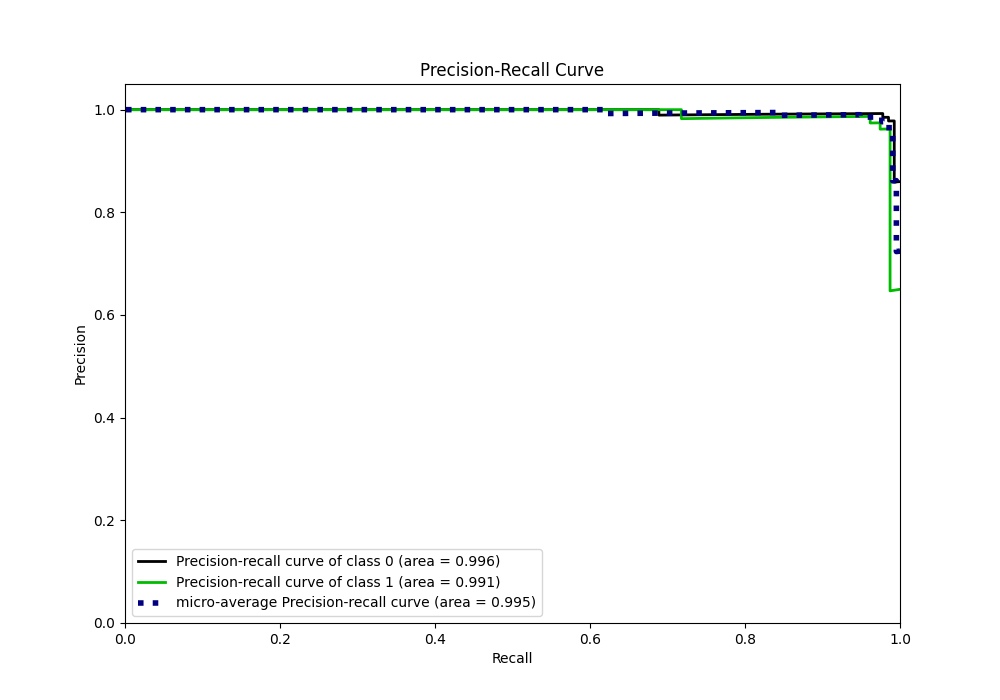 Precision-Recall Curve
1.0
0.8
0.6
0.4
0.2
0.0
Precision
Precision-recall curve of class 0 (area = 0.996)
Precision-recall curve of class 1 (area = 0.991)
micro-average Precision-recall curve (area = 0.995)
0.0 0.2 0.4 0.6 0.8 1.0
Recall